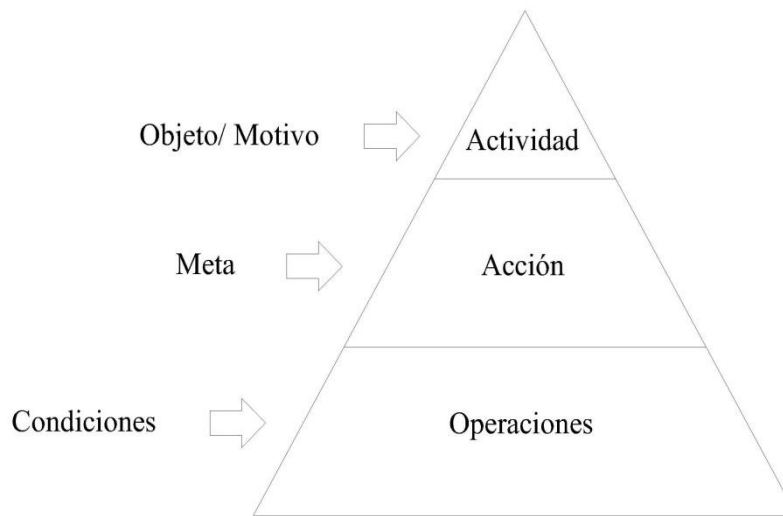 Objeto/ Motivo
Actividad
Meta
Acción
Condiciones
Operaciones